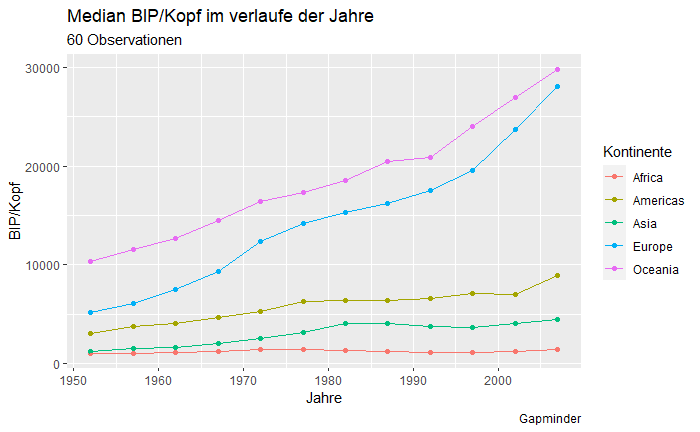 Median BIP/Kopf im verlaufe der Jahre
60 Observationen
30000
20000
10000
0
BIP/Kopf
1950
1960
1970
1980
1990
2000
Jahre
Kontinente
Africa
Americas
Asia
Europe
Oceania
Gapminder